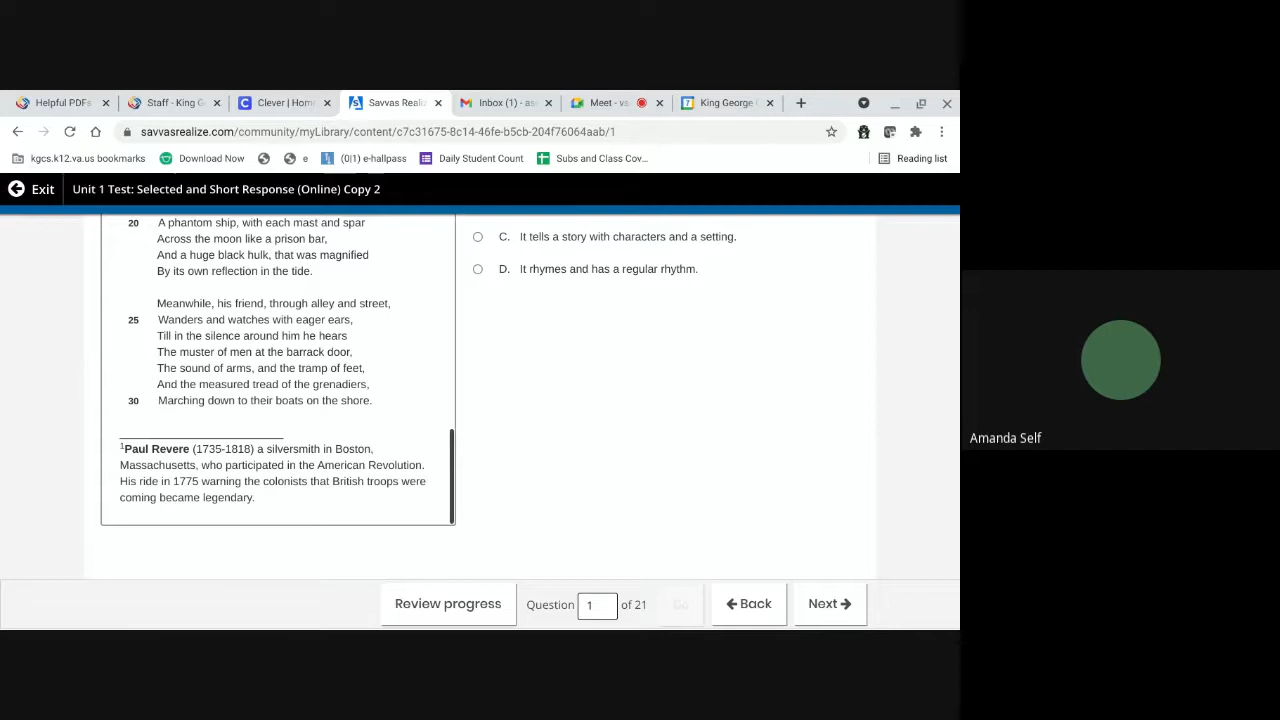 Helpful PDFs
Staff - King G
Clever | Hom
Savvas Realiz
Inbox (1) - as
Meet - vs
King George
savvasrealize.com/community/myLibrary/content/c7c31675-8c14-46fe-b5cb-204f76064aab/1
kgcs.k12.va.us bookmarks
Download Now
e
(0|1) e-hallpass
Daily Student Count
Subs and Class Cov...
Reading list
Exit
Unit 1 Test: Selected and Short Response (Online) Copy 2
20 A phantom ship, with each mast and spar
Across the moon like a prison bar,
And a huge black hulk, that was magnified
By its own reflection in the tide.
Meanwhile, his friend, through alley and street,
25 Wanders and watches with eager ears,
Till in the silence around him he hears
The muster of men at the barrack door,
The sound of arms, and the tramp of feet,
And the measured tread of the grenadiers,
30 Marching down to their boats on the shore.
1Paul Revere (1735-1818) a silversmith in Boston,
Massachusetts, who participated in the American Revolution.
His ride in 1775 warning the colonists that British troops were
coming became legendary.
C. It tells a story with characters and a setting.
D. It rhymes and has a regular rhythm.
Review progress
Question 1 of 21
Go
Back
Next
Amanda Self